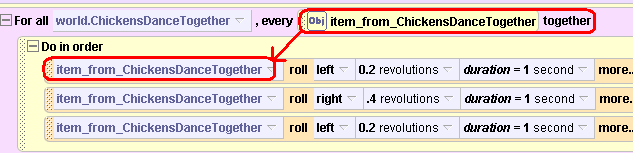 For all world.ChickensDanceTogether , every Obj item_from_ChickensDanceTogether together
Do in order
item_from_ChickensDanceTogether roll left 0.2 revolutions duration = 1 second more..
item_from_ChickensDanceTogether roll right .4 revolutions duration = 1 second more..
item_from_ChickensDanceTogether roll left 0.2 revolutions duration = 1 second more..